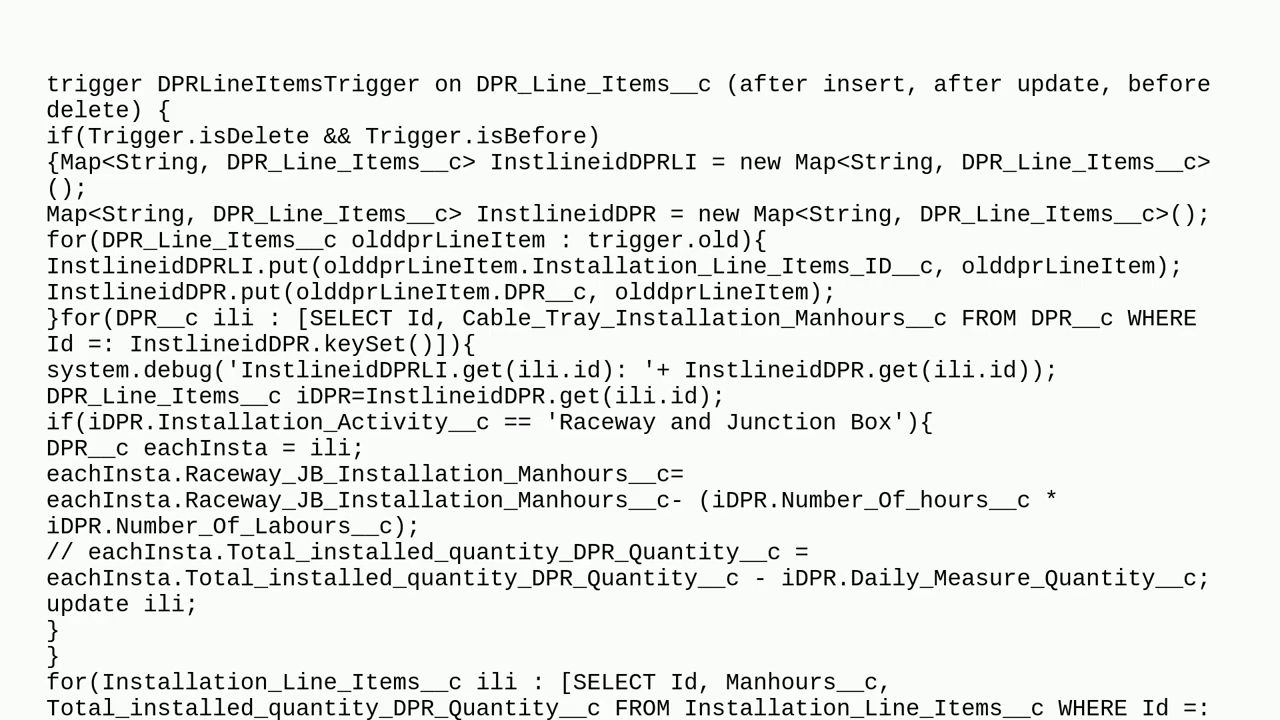 trigger DPRLineItemsTrigger on DPR_Line_Items__c (after insert, after update, before
delete) {
if(Trigger.isDelete && Trigger.isBefore)
{Map<String, DPR_Line_Items__c> InstlineidDPRLI = new Map<String, DPR_Line_Items__c>
();
Map<String, DPR_Line_Items__c> InstlineidDPR = new Map<String, DPR_Line_Items__c>();
for(DPR_Line_Items__c olddprLineItem : trigger.old){
InstlineidDPRLI.put(olddprLineItem.Installation_Line_Items_ID__c, olddprLineItem);
InstlineidDPR.put(olddprLineItem.DPR__c, olddprLineItem);
}for(DPR__c ili : [SELECT Id, Cable_Tray_Installation_Manhours__c FROM DPR__c WHERE
Id =: InstlineidDPR.keySet()]){
system.debug('InstlineidDPRLI.get(ili.id): '+ InstlineidDPR.get(ili.id));
DPR_Line_Items__c iDPR=InstlineidDPR.get(ili.id);
if(iDPR.Installation_Activity__c == 'Raceway and Junction Box'){
DPR__c eachInsta = ili;
eachInsta.Raceway_JB_Installation_Manhours__c=
eachInsta.Raceway_JB_Installation_Manhours__c- (iDPR.Number_Of_hours__c *
iDPR.Number_Of_Labours__c);
// eachInsta.Total_installed_quantity_DPR_Quantity__c =
eachInsta.Total_installed_quantity_DPR_Quantity__c - iDPR.Daily_Measure_Quantity__c;
update ili;
}
}
for(Installation_Line_Items__c ili : [SELECT Id, Manhours__c,
Total_installed_quantity_DPR_Quantity__c FROM Installation_Line_Items__c WHERE Id =: